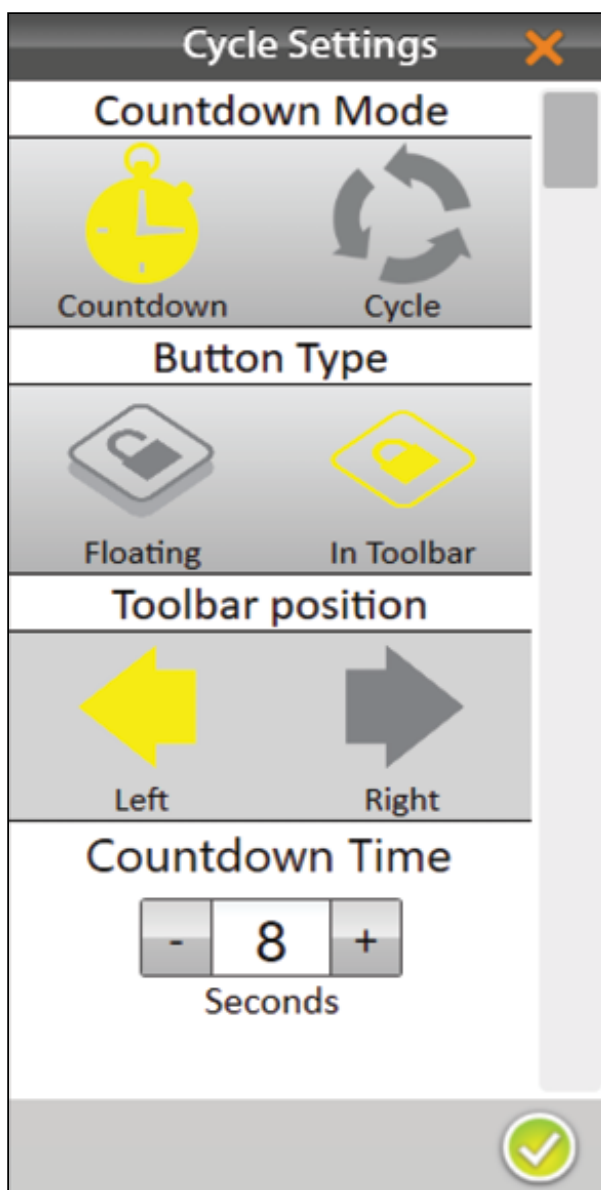 Cycle Settings
Countdown Mode
Countdown Cycle
Button Type
Floating In Toolbar
Toolbar position
Left Right
Countdown Time
- 8 +
Seconds